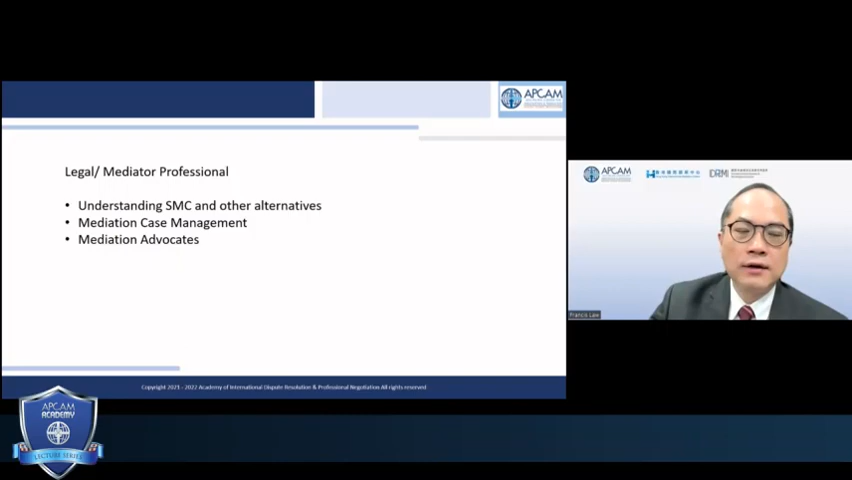 APCAM
Legal/ Mediator Professional
• Understanding SMC and other alternatives
• Mediation Case Management
• Mediation Advocates
Copyright 2021 - 2022 Academy of International Dispute Resolution & Professional Negotiation All rights reserved
APCAM
IDRRMI
Francis Law
APCAM
ACADEMY
LECTURE SERIES